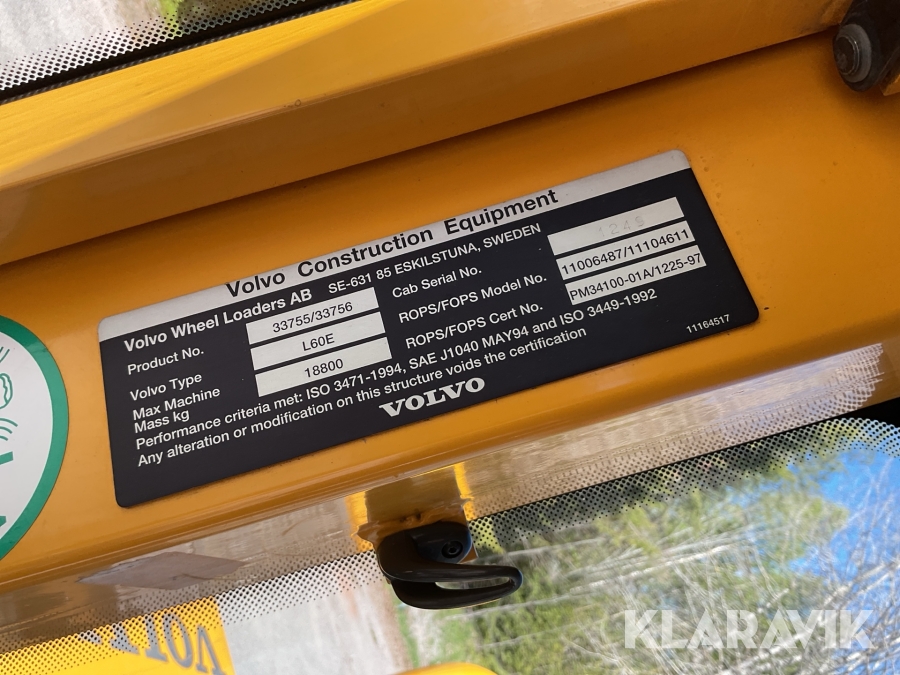 Volvo Construction Equipment
Volvo Wheel Loaders AB SE-631 85 ESKILSTUNA, SWEDEN
Product No. 33755/33756
Volvo Type L60E
Max Machine Mass kg 18800
Cab Serial No.
ROPS/FOPS Model No. 11006487/11104611
ROPS/FOPS Cert No. PM34100-01A/1225-97
Performance criteria met: ISO 3471-1994, SAE J1040 MAY94 and ISO 3449-1992
Any alteration or modification on this structure voids the certification
VOLVO
11164517
VOLVO
KLARAVIK